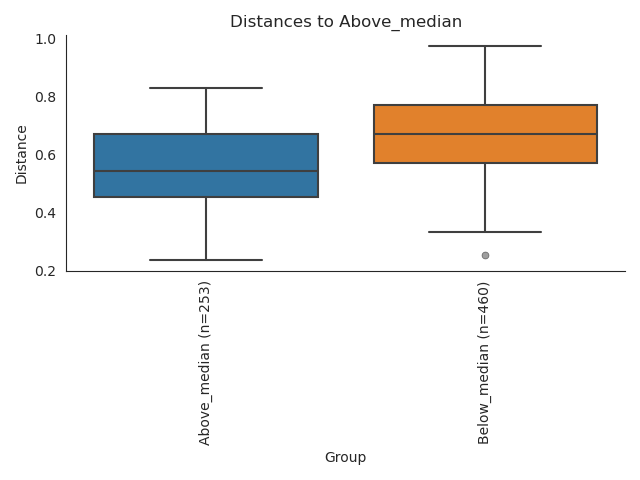 Distances to Above_median
1.0
0.8
0.6
0.4
0.2
Distance
Above_median (n=253)
Below_median (n=460)
Group